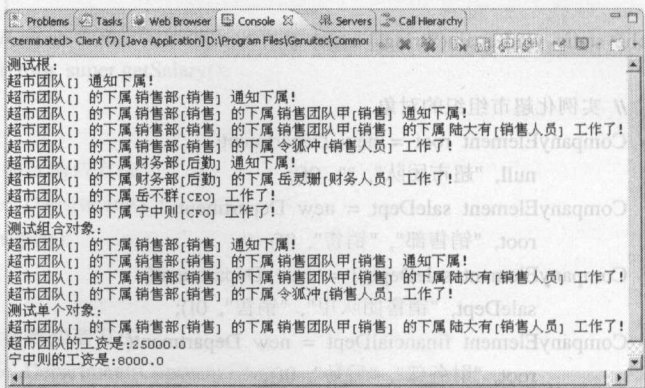 Problems Tasks Web Browser Console Servers Call Hierarchy
<terminated> Client (7) [Java Application] D:\Program Files\Genuitec\Commor
测试根:
超市团队[] 通知下属!
超市团队[] 的下属销售部[销售] 通知下属!
超市团队[] 的下属销售部[销售] 的下属销售团队甲[销售] 通知下属!
超市团队[] 的下属销售部[销售] 的下属销售团队甲[销售] 的下属陆大有[销售人员] 工作了!
超市团队[] 的下属销售部[销售] 的下属令狐冲[销售人员] 工作了!
超市团队[] 的下属财务部[后勤] 通知下属!
超市团队[] 的下属财务部[后勤] 的下属岳灵珊[财务人员] 工作了!
超市团队[] 的下属岳不群[CEO] 工作了!
超市团队[] 的下属宁中则[CFO] 工作了!
测试组合对象:
超市团队[] 的下属销售部[销售] 通知下属!
超市团队[] 的下属销售部[销售] 的下属销售团队甲[销售] 通知下属!
超市团队[] 的下属销售部[销售] 的下属销售团队甲[销售] 的下属陆大有[销售人员] 工作了!
超市团队[] 的下属销售部[销售] 的下属令狐冲[销售人员] 工作了!
测试单个对象:
超市团队[] 的下属销售部[销售] 的下属销售团队甲[销售] 的下属陆大有[销售人员] 工作了!
超市团队的工资是:25000.0
宁中则的工资是:8000.0